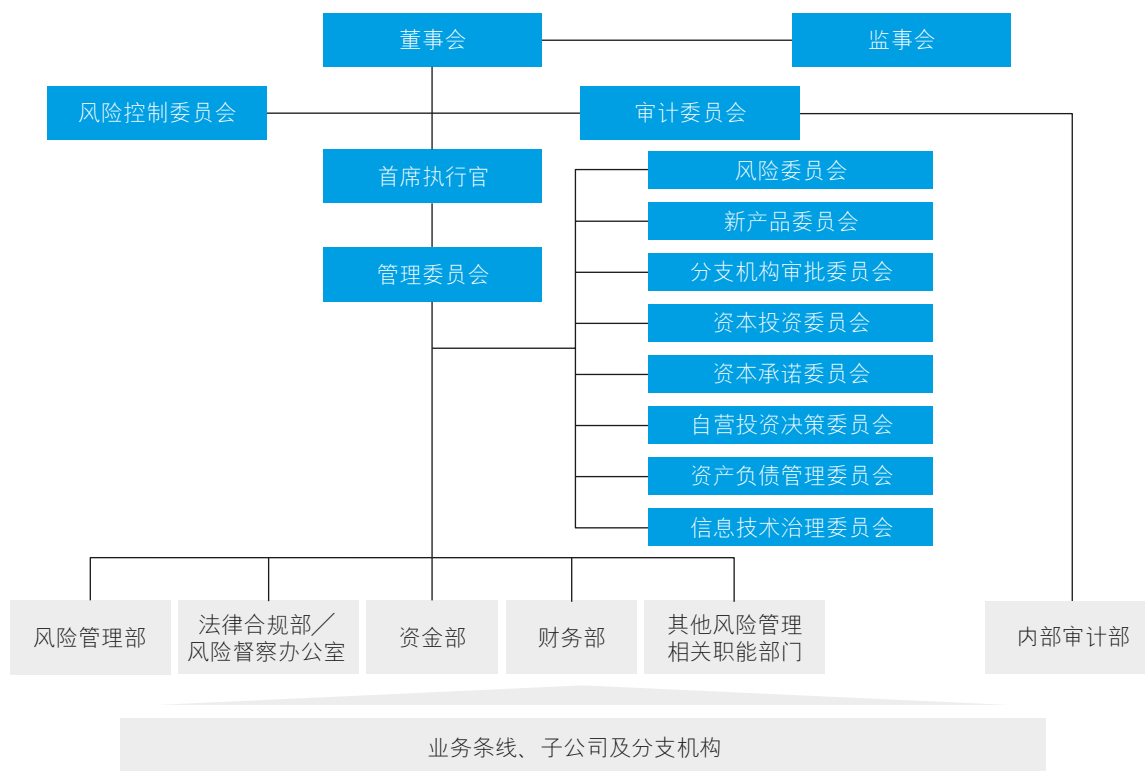 董事会
监事会
风险控制委员会
审计委员会
首席执行官
管理委员会
风险委员会
新产品委员会
分支机构审批委员会
资本投资委员会
资本承诺委员会
自营投资决策委员会
资产负债管理委员会
信息技术治理委员会
风险管理部
法律合规部／
风险督察办公室
资金部
财务部
其他风险管理
相关职能部门
内部审计部
业务条线、子公司及分支机构